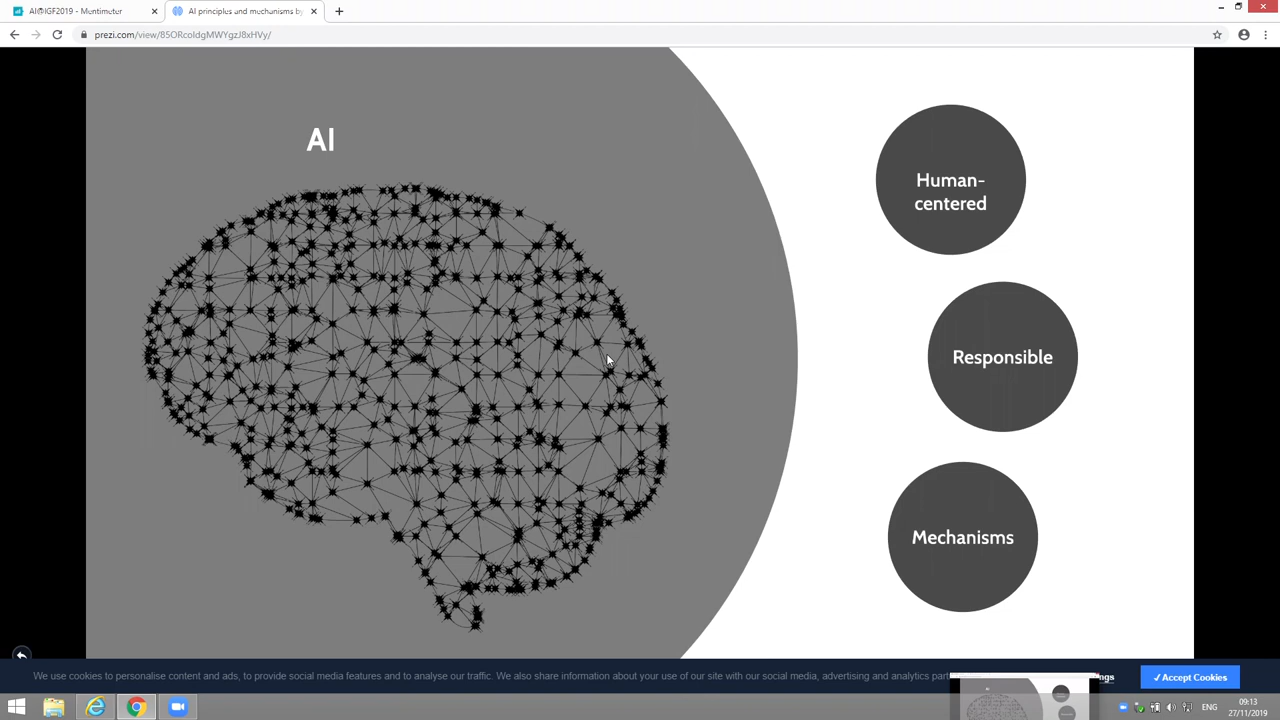 AI@IGF2019 - Mentimeter
AI principles and mechanisms by
prezi.com/view/85ORcoIdgMWYgzJ8xHVy/
AI
Human-
centered
Responsible
Mechanisms
We use cookies to personalise content and ads, to provide social media features and to analyse our traffic. We also share information about your use of our site with our social media, advertising and analytics part
ngs
✓ Accept Cookies
ENG
09:13
27/11/2019